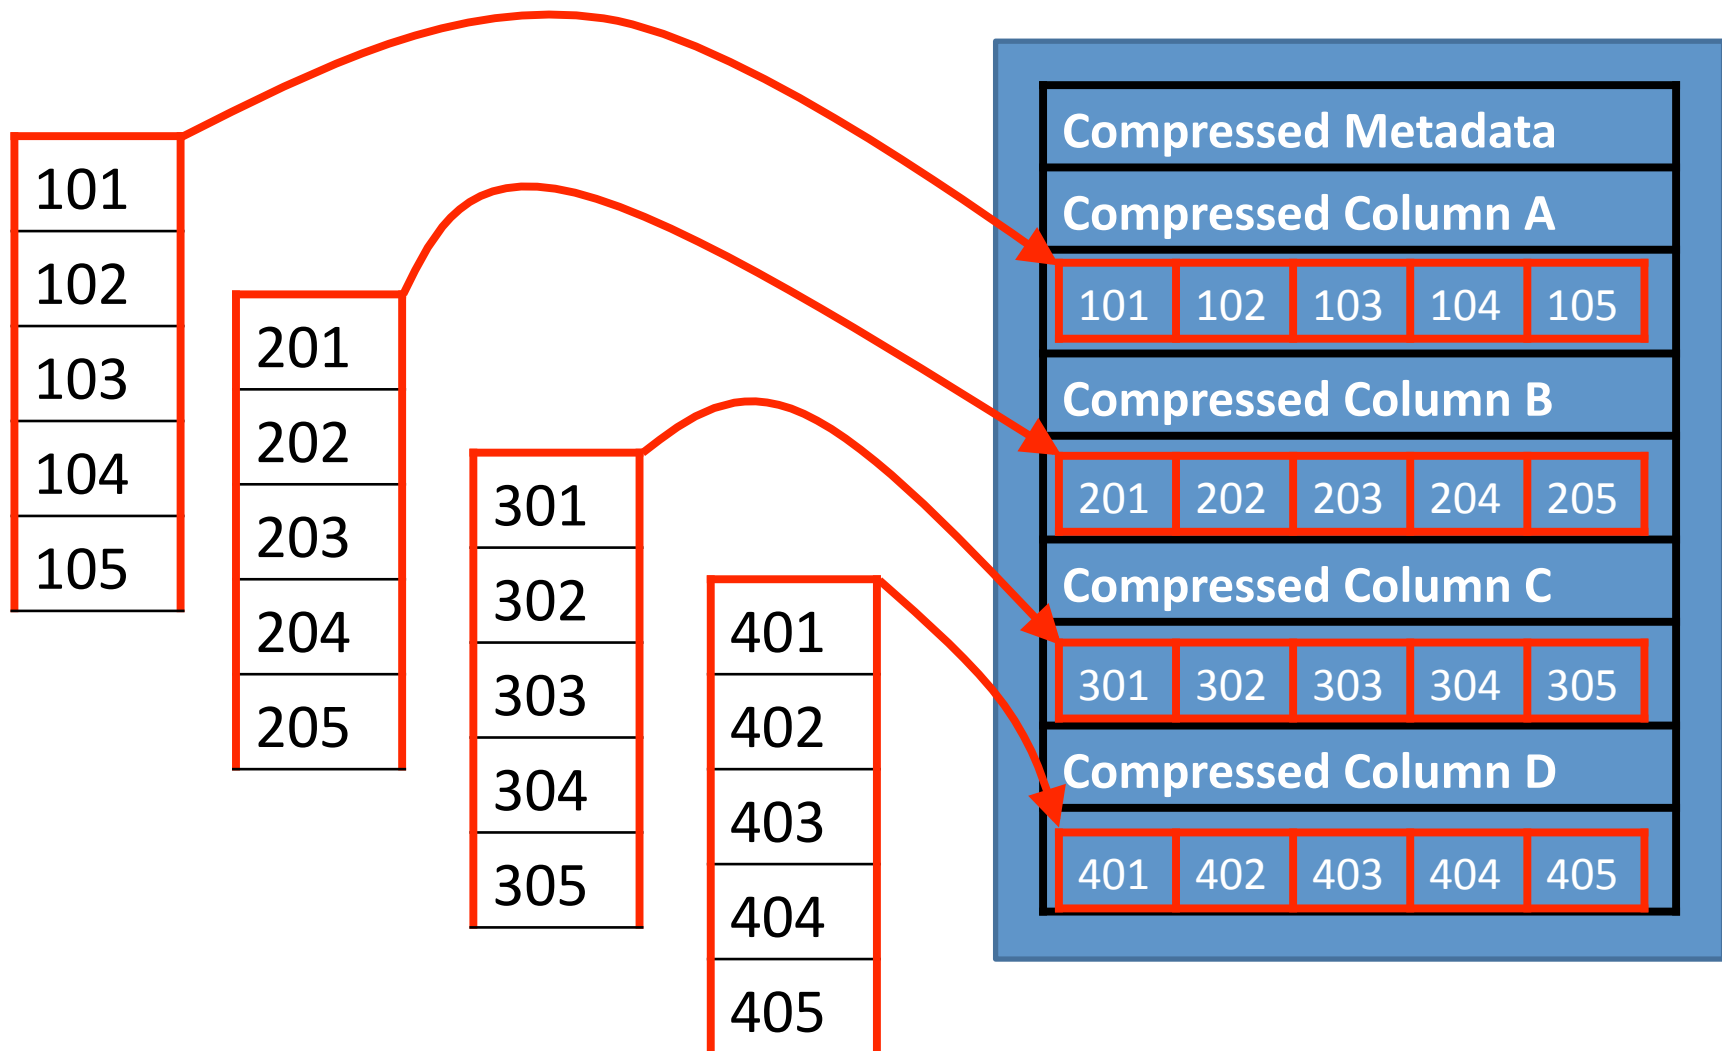 101
102
103
104
105
201
202
203
204
205
301
302
303
304
305
401
402
403
404
405
Compressed Metadata
Compressed Column A
101 102 103 104 105
Compressed Column B
201 202 203 204 205
Compressed Column C
301 302 303 304 305
Compressed Column D
401 402 403 404 405